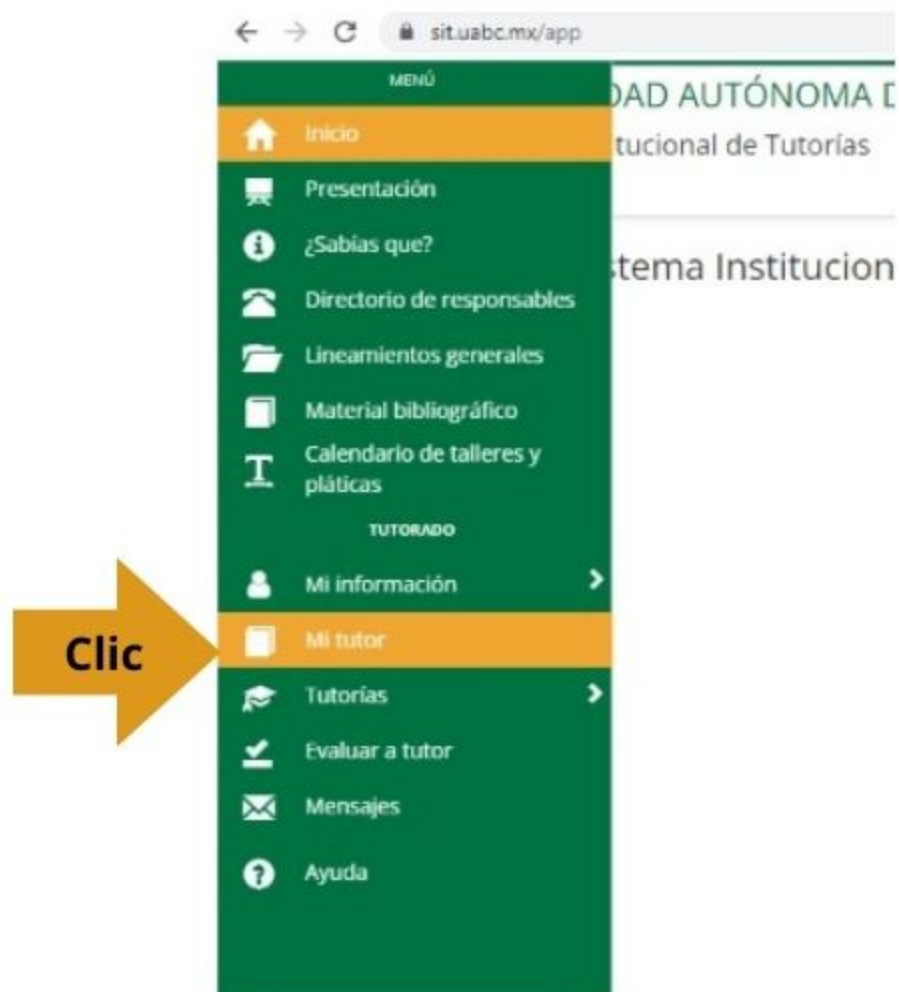 sit.uabc.mx/app
MENÚ
DAD AUTÓNOMA D
Inicio
tucional de Tutorías
Presentación
¿Sabías que?
stema Institucion
Directorio de responsables
Lineamientos generales
Material bibliográfico
Calendario de talleres y
pláticas
TUTORADO
Mi información
Clic
Mi tutor
Tutorías
Evaluar a tutor
Mensajes
Ayuda